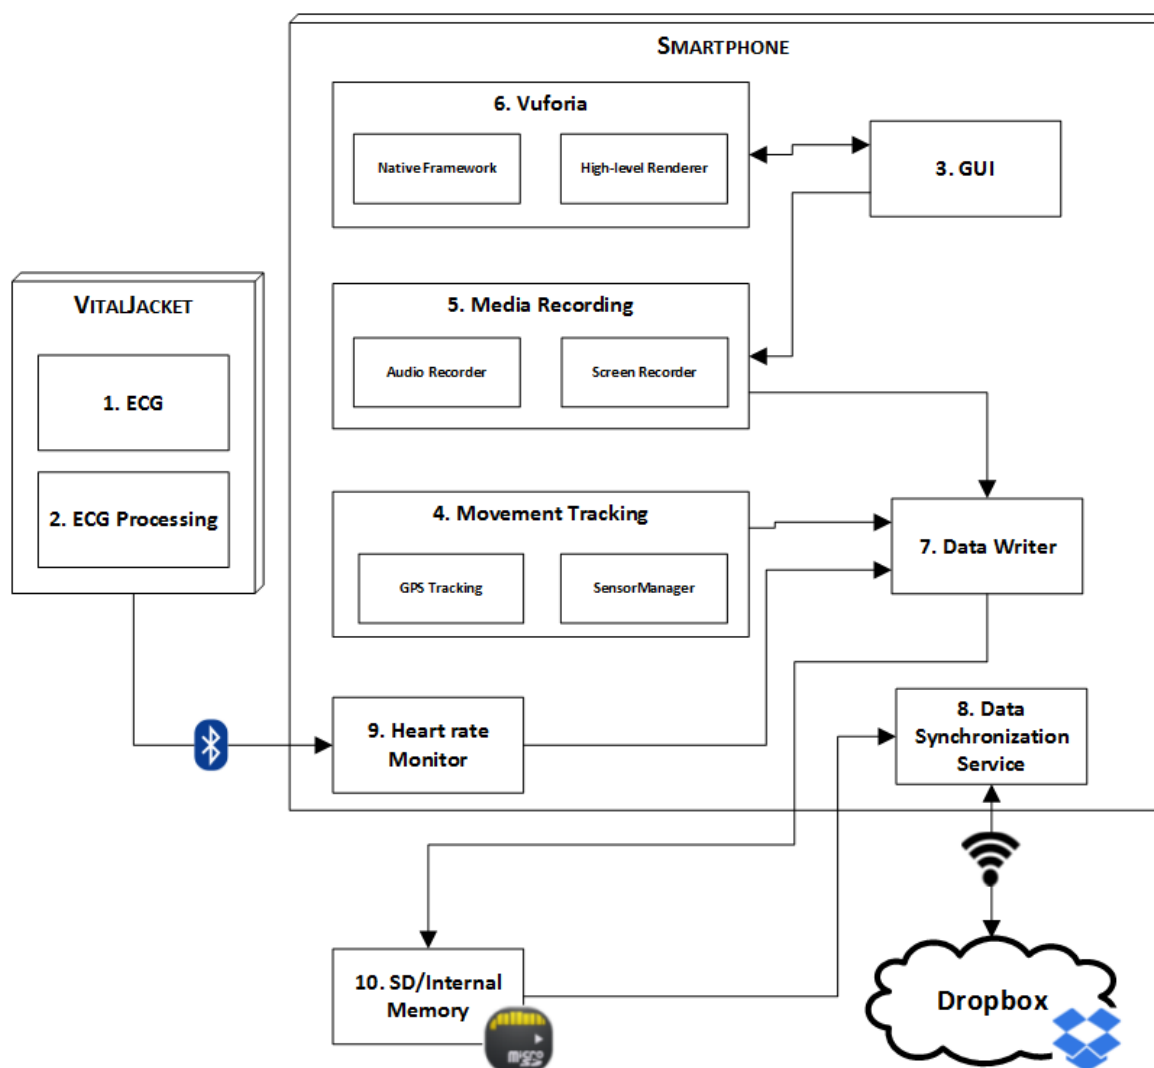 SMARTPHONE
6. Vuforia
Native Framework
High-level Renderer
3. GUI
VITALJACKET
1. ECG
2. ECG Processing
5. Media Recording
Audio Recorder
Screen Recorder
4. Movement Tracking
GPS Tracking
SensorManager
7. Data Writer
9. Heart rate
Monitor
8. Data
Synchronization
Service
10. SD/Internal
Memory
micro
SD
Dropbox